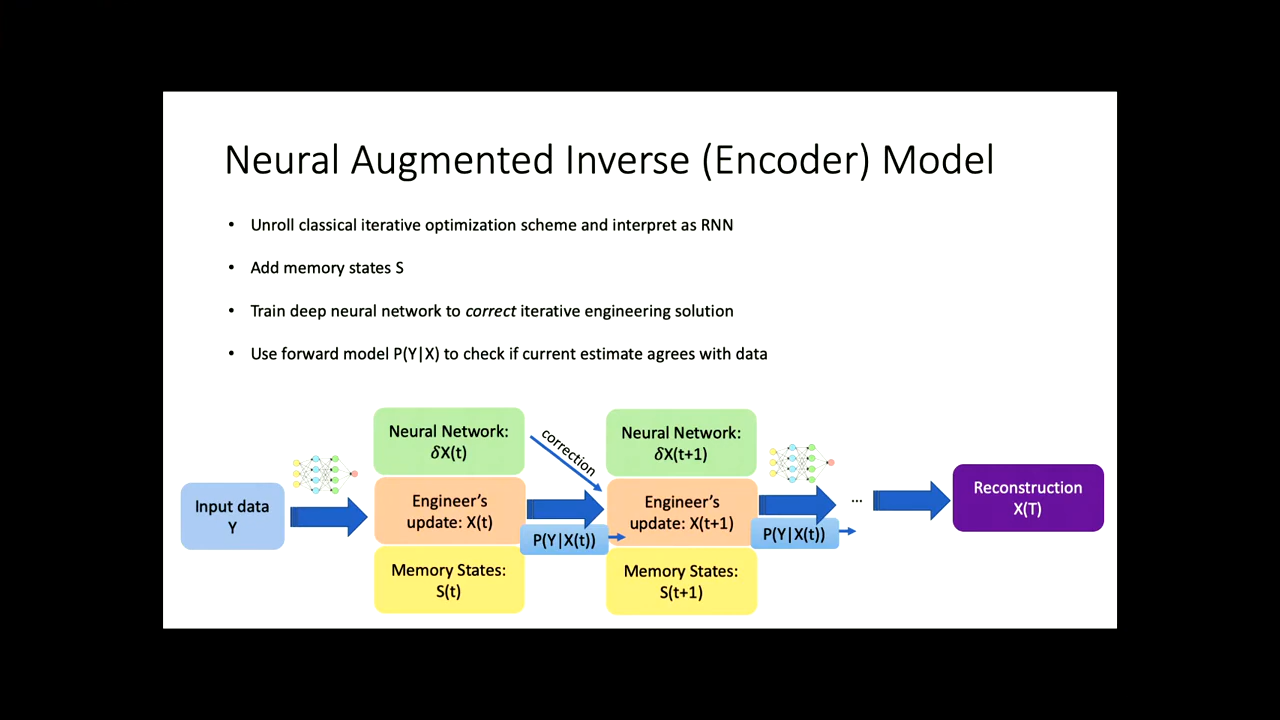 Neural Augmented Inverse (Encoder) Model
• Unroll classical iterative optimization scheme and interpret as RNN
• Add memory states S
• Train deep neural network to correct iterative engineering solution
• Use forward model P(Y|X) to check if current estimate agrees with data
Input data
Y
Neural Network:
δX(t)
Engineer's
update: X(t)
Memory States:
S(t)
correction
P(Y|X(t))
Neural Network:
δX(t+1)
Engineer's
update: X(t+1)
Memory States:
S(t+1)
P(Y|X(t))
...
Reconstruction
X(T)